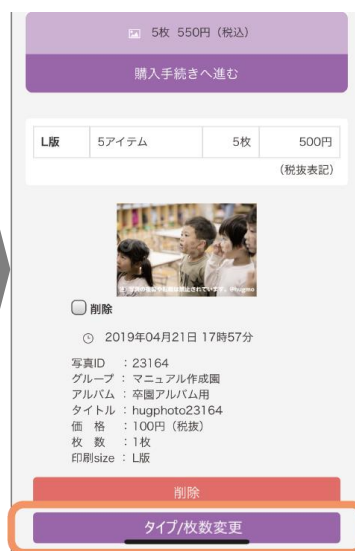 5枚 550円（税込）
購入手続きへ進む
L版 5アイテム 5枚 500円
（税抜表記）
削除
2019年04月21日 17時57分
写真ID ：23164
グループ ： マニュアル作成園
アルバム ： 卒園アルバム用
タイトル ： hugphoto23164
価 格 ：100円（税抜）
枚 数 ：1枚
印刷size ： L版
削除
タイプ/枚数変更